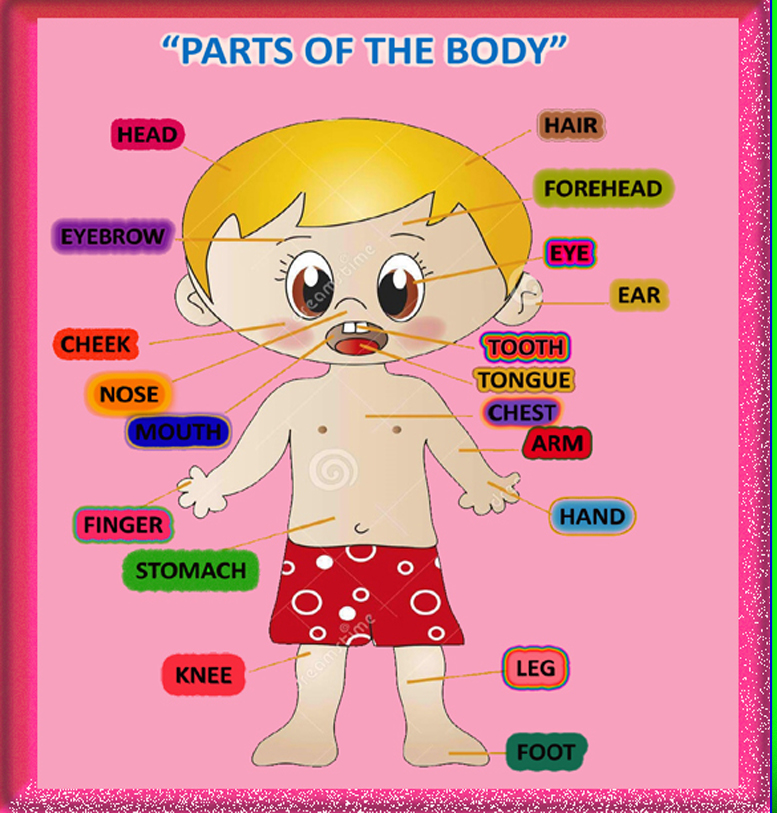 “PARTS OF THE BODY”
HEAD
HAIR
FOREHEAD
EYEBROW
EYE
EAR
CHEEK
TOOTH
TONGUE
NOSE
CHEST
MOUTH
ARM
FINGER
HAND
STOMACH
KNEE
LEG
FOOT